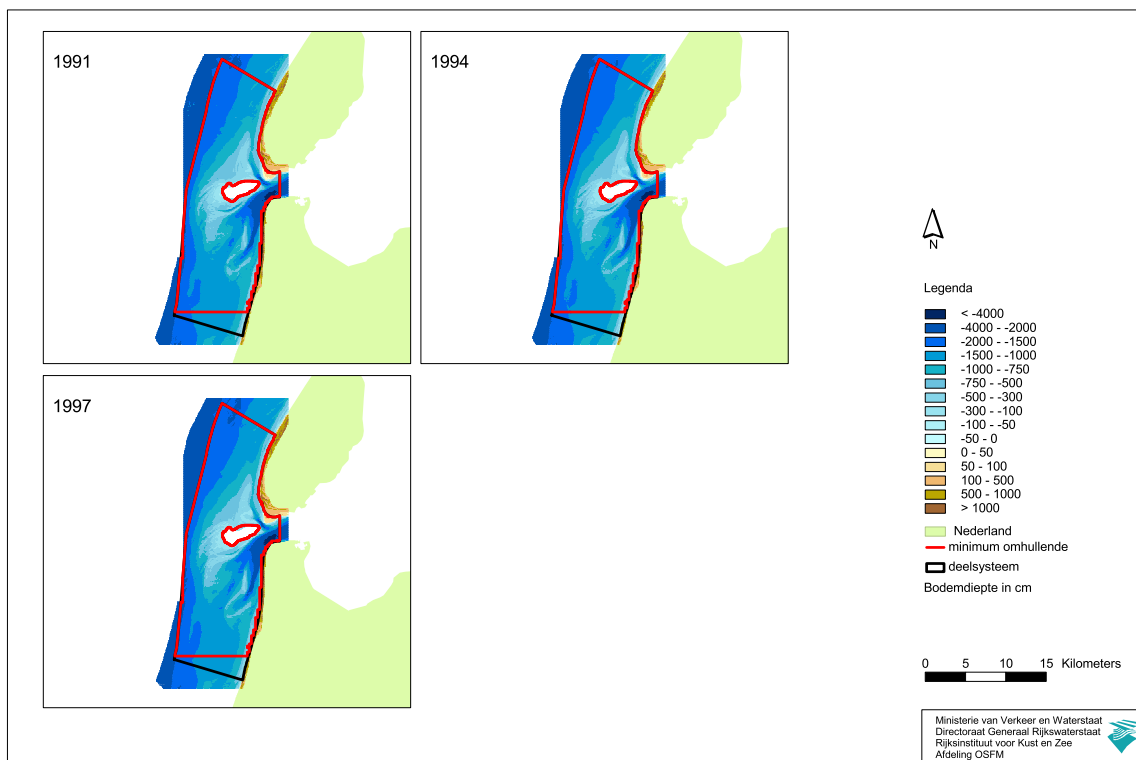 1991
1994
1997
N
Legenda
< -4000
-4000 - -2000
-2000 - -1500
-1500 - -1000
-1000 - -750
-750 - -500
-500 - -300
-300 - -100
-100 - -50
-50 - 0
0 - 50
50 - 100
100 - 500
500 - 1000
> 1000
Nederland
minimum omhullende
deelsysteem
Bodemdiepte in cm
0 5 10 15 Kilometers
Ministerie van Verkeer en Waterstaat
Directoraat Generaal Rijkswaterstaat
Rijksinstituut voor Kust en Zee
Afdeling OSFM